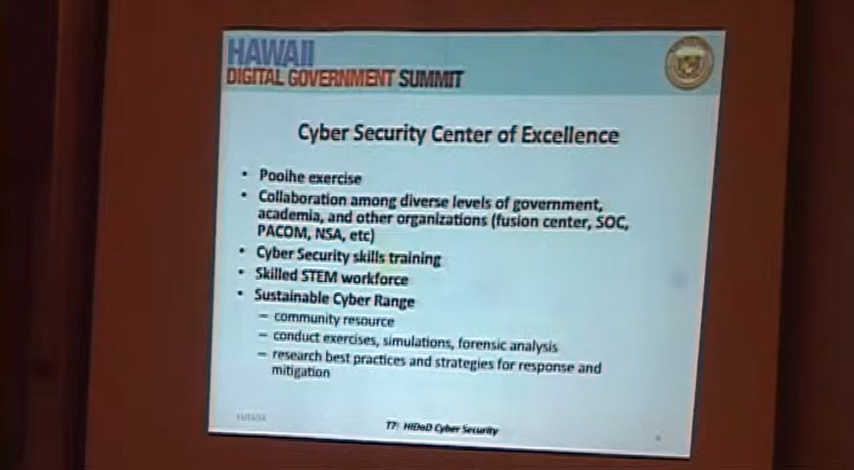 HAWAII
DIGITAL GOVERNMENT SUMMIT
Cyber Security Center of Excellence
• Pooihe exercise
• Collaboration among diverse levels of government,
academia, and other organizations (fusion center, SOC,
PACOM, NSA, etc)
• Cyber Security skills training
• Skilled STEM workforce
• Sustainable Cyber Range
– community resource
– conduct exercises, simulations, forensic analysis
– research best practices and strategies for response and
mitigation
T7: HIDoD Cyber Security